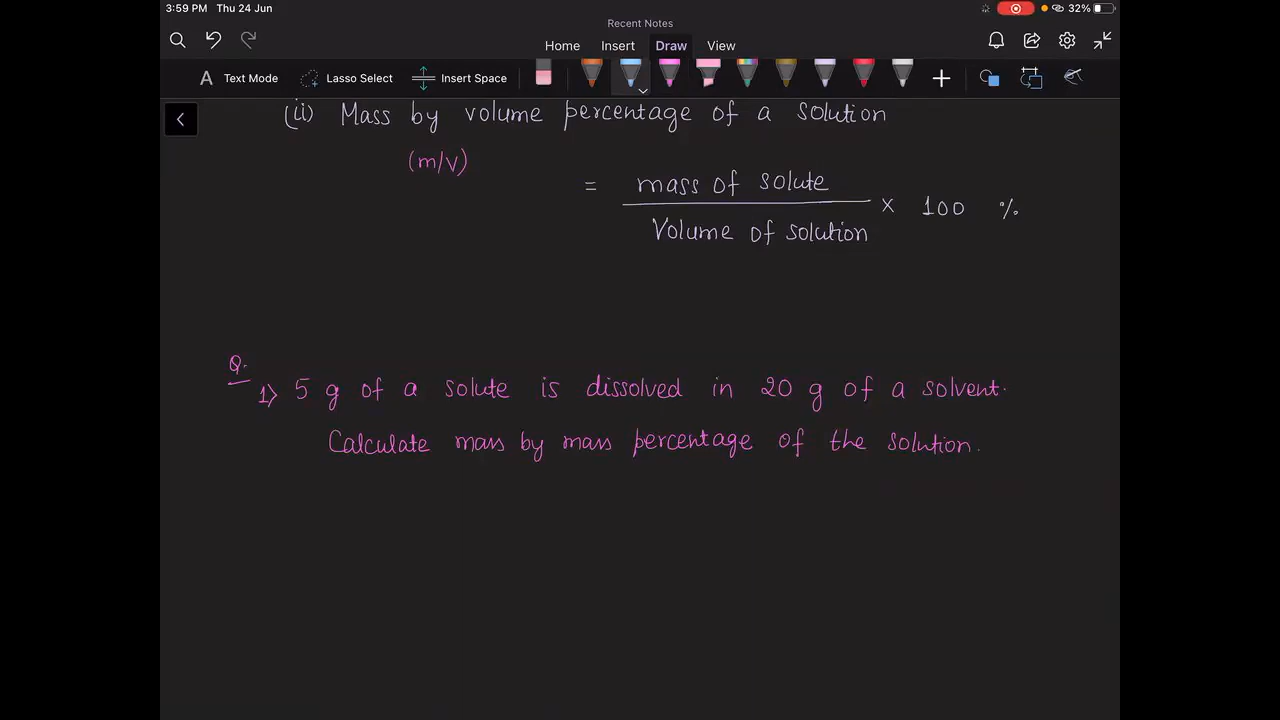 3:59 PM Thu 24 Jun
32%
Recent Notes
Home Insert Draw View
A Text Mode Lasso Select Insert Space
(ii) Mass by volume percentage of a solution
(m/v)
= mass of solute
Volume of solution
× 100 %
Q.
1) 5 g of a solute is dissolved in 20 g of a solvent.
Calculate mass by mass percentage of the solution.